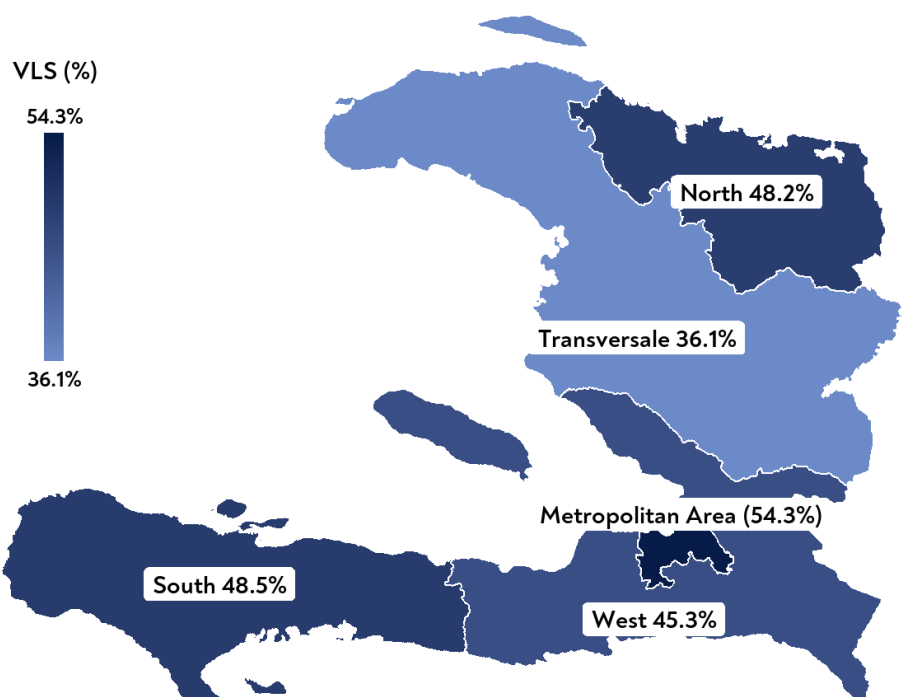 VLS (%)
54.3%
36.1%
North 48.2%
Transversale 36.1%
Metropolitan Area (54.3%)
South 48.5%
West 45.3%